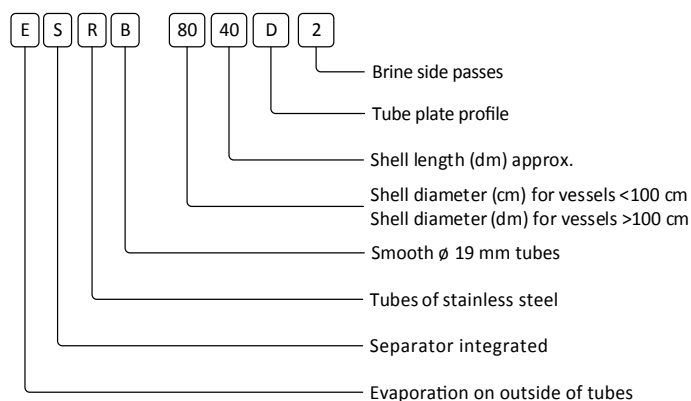 E S R B 80 40 D 2
Brine side passes
Tube plate profile
Shell length (dm) approx.
Shell diameter (cm) for vessels <100 cm
Shell diameter (dm) for vessels >100 cm
Smooth ø 19 mm tubes
Tubes of stainless steel
Separator integrated
Evaporation on outside of tubes